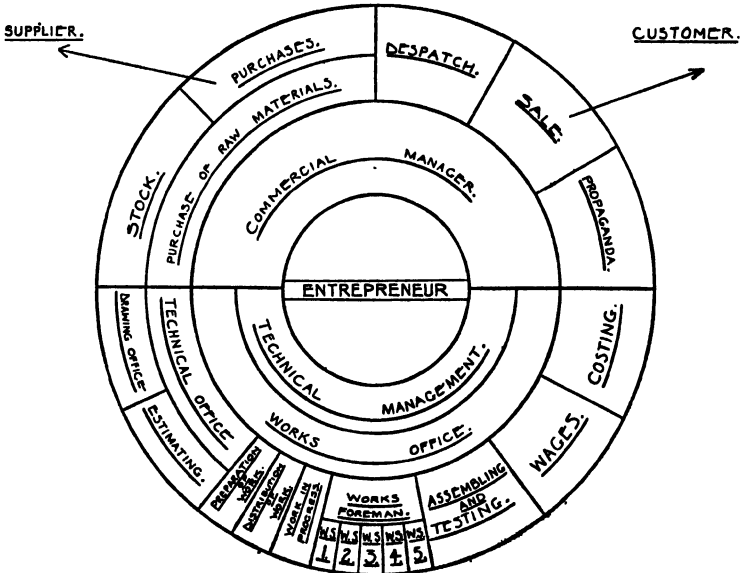 SUPPLIER.
CUSTOMER.
PURCHASES.
DESPATCH.
SALE.
PROPAGANDA.
STOCK.
PURCHASE OF RAW MATERIALS.
COMMERCIAL MANAGER.
ENTREPRENEUR
TECHNICAL MANAGEMENT.
WORKS OFFICE.
TECHNICAL OFFICE
DRAWING OFFICE
ESTIMATING.
PREPARATION
OF
WORK.
DISTRIBUTION
OF
WORK.
WORK IN
PROGRESS
WORKS
FOREMAN.
W.S. 1.
W.S. 2.
W.S. 3.
W.S. 4.
W.S. 5.
ASSEMBLING
AND
TESTING.
WAGES.
COSTING.